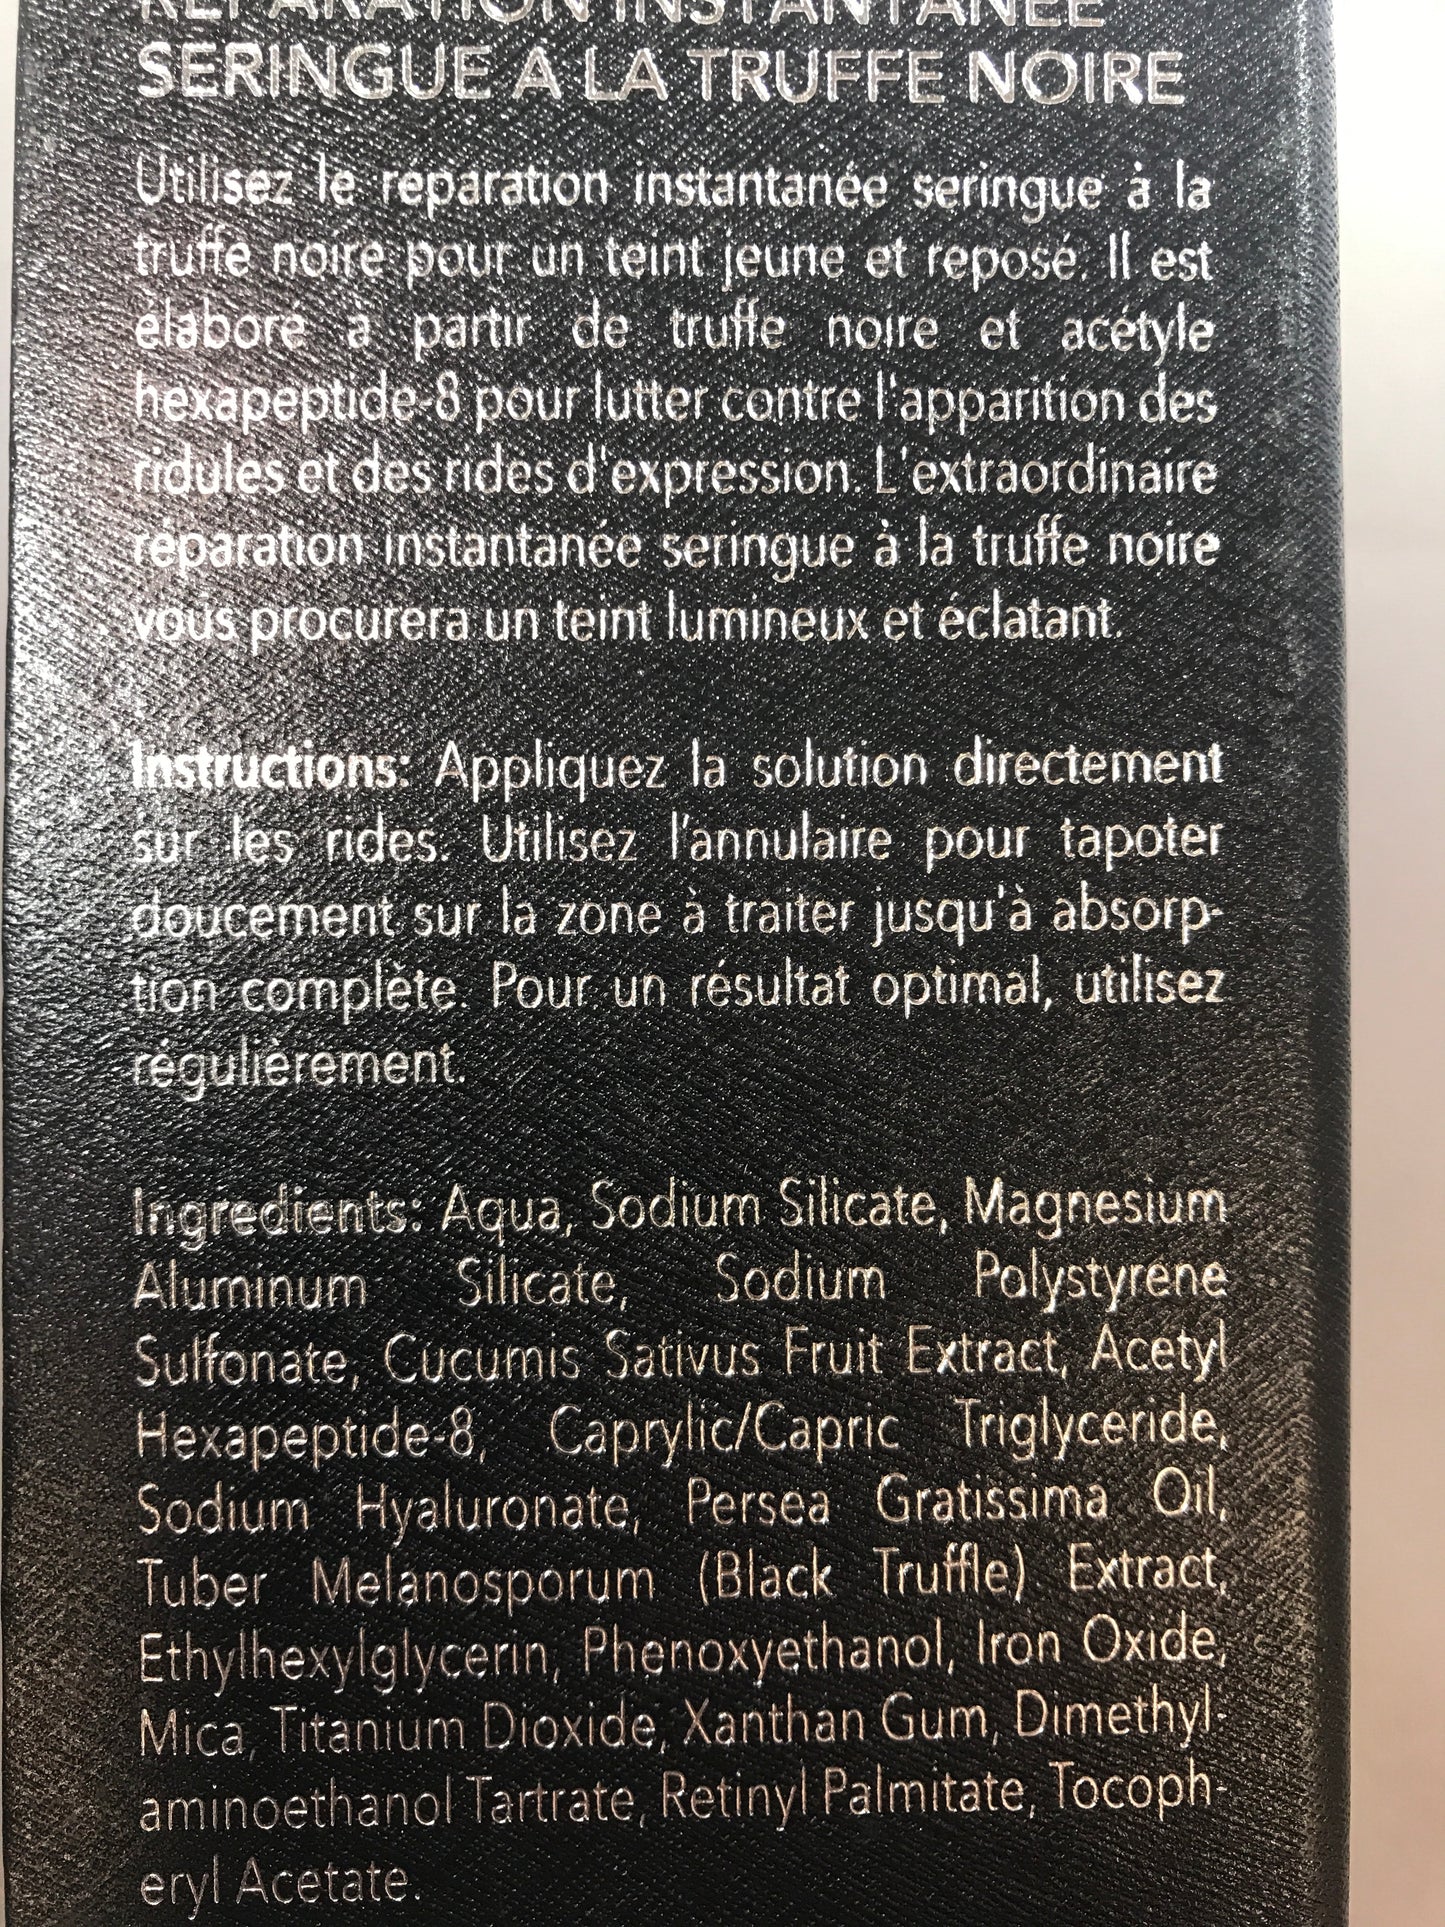 RÉPARATION INSTANTANÉE
SERINGUE À LA TRUFFE NOIRE
Utilisez le réparation instantanée seringue à la
truffe noire pour un teint jeune et reposé. Il est
élaboré à partir de truffe noire et acétyle
hexapeptide-8 pour lutter contre l'apparition des
ridules et des rides d'expression. L'extraordinaire
réparation instantanée seringue à la truffe noire
vous procurera un teint lumineux et éclatant.
Instructions: Appliquez la solution directement
sur les rides. Utilisez l'annulaire pour tapoter
doucement sur la zone à traiter jusqu'à absorp-
tion complète. Pour un résultat optimal, utilisez
régulièrement.
Ingredients: Aqua, Sodium Silicate, Magnesium
Aluminum Silicate, Sodium Polystyrene
Sulfonate, Cucumis Sativus Fruit Extract, Acetyl
Hexapeptide-8, Caprylic/Capric Triglyceride,
Sodium Hyaluronate, Persea Gratissima Oil,
Tuber Melanosporum (Black Truffle) Extract,
Ethylhexylglycerin, Phenoxyethanol, Iron Oxide,
Mica, Titanium Dioxide, Xanthan Gum, Dimethyl
aminoethanol Tartrate, Retinyl Palmitate, Tocoph-
eryl Acetate.